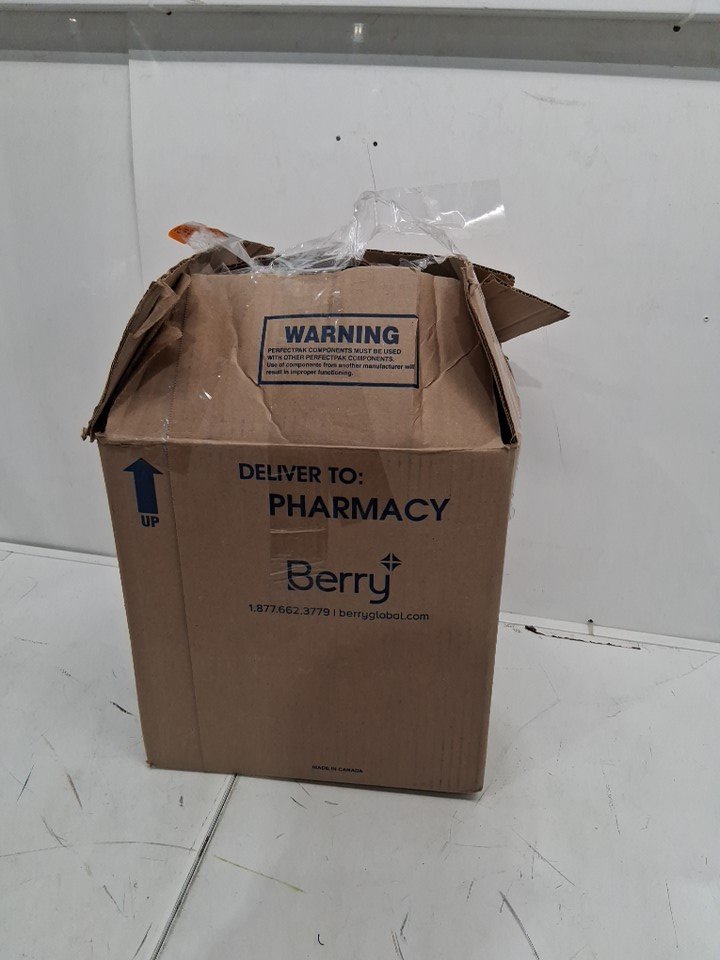 WARNING
PERFECTPAK COMPONENTS MUST BE USED
WITH OTHER PERFECTPAK COMPONENTS.
Use of components from another manufacturer will
result in improper functioning.
DELIVER TO:
PHARMACY
UP
Berry
1.877.662.3779 | berryglobal.com
MADE IN CANADA